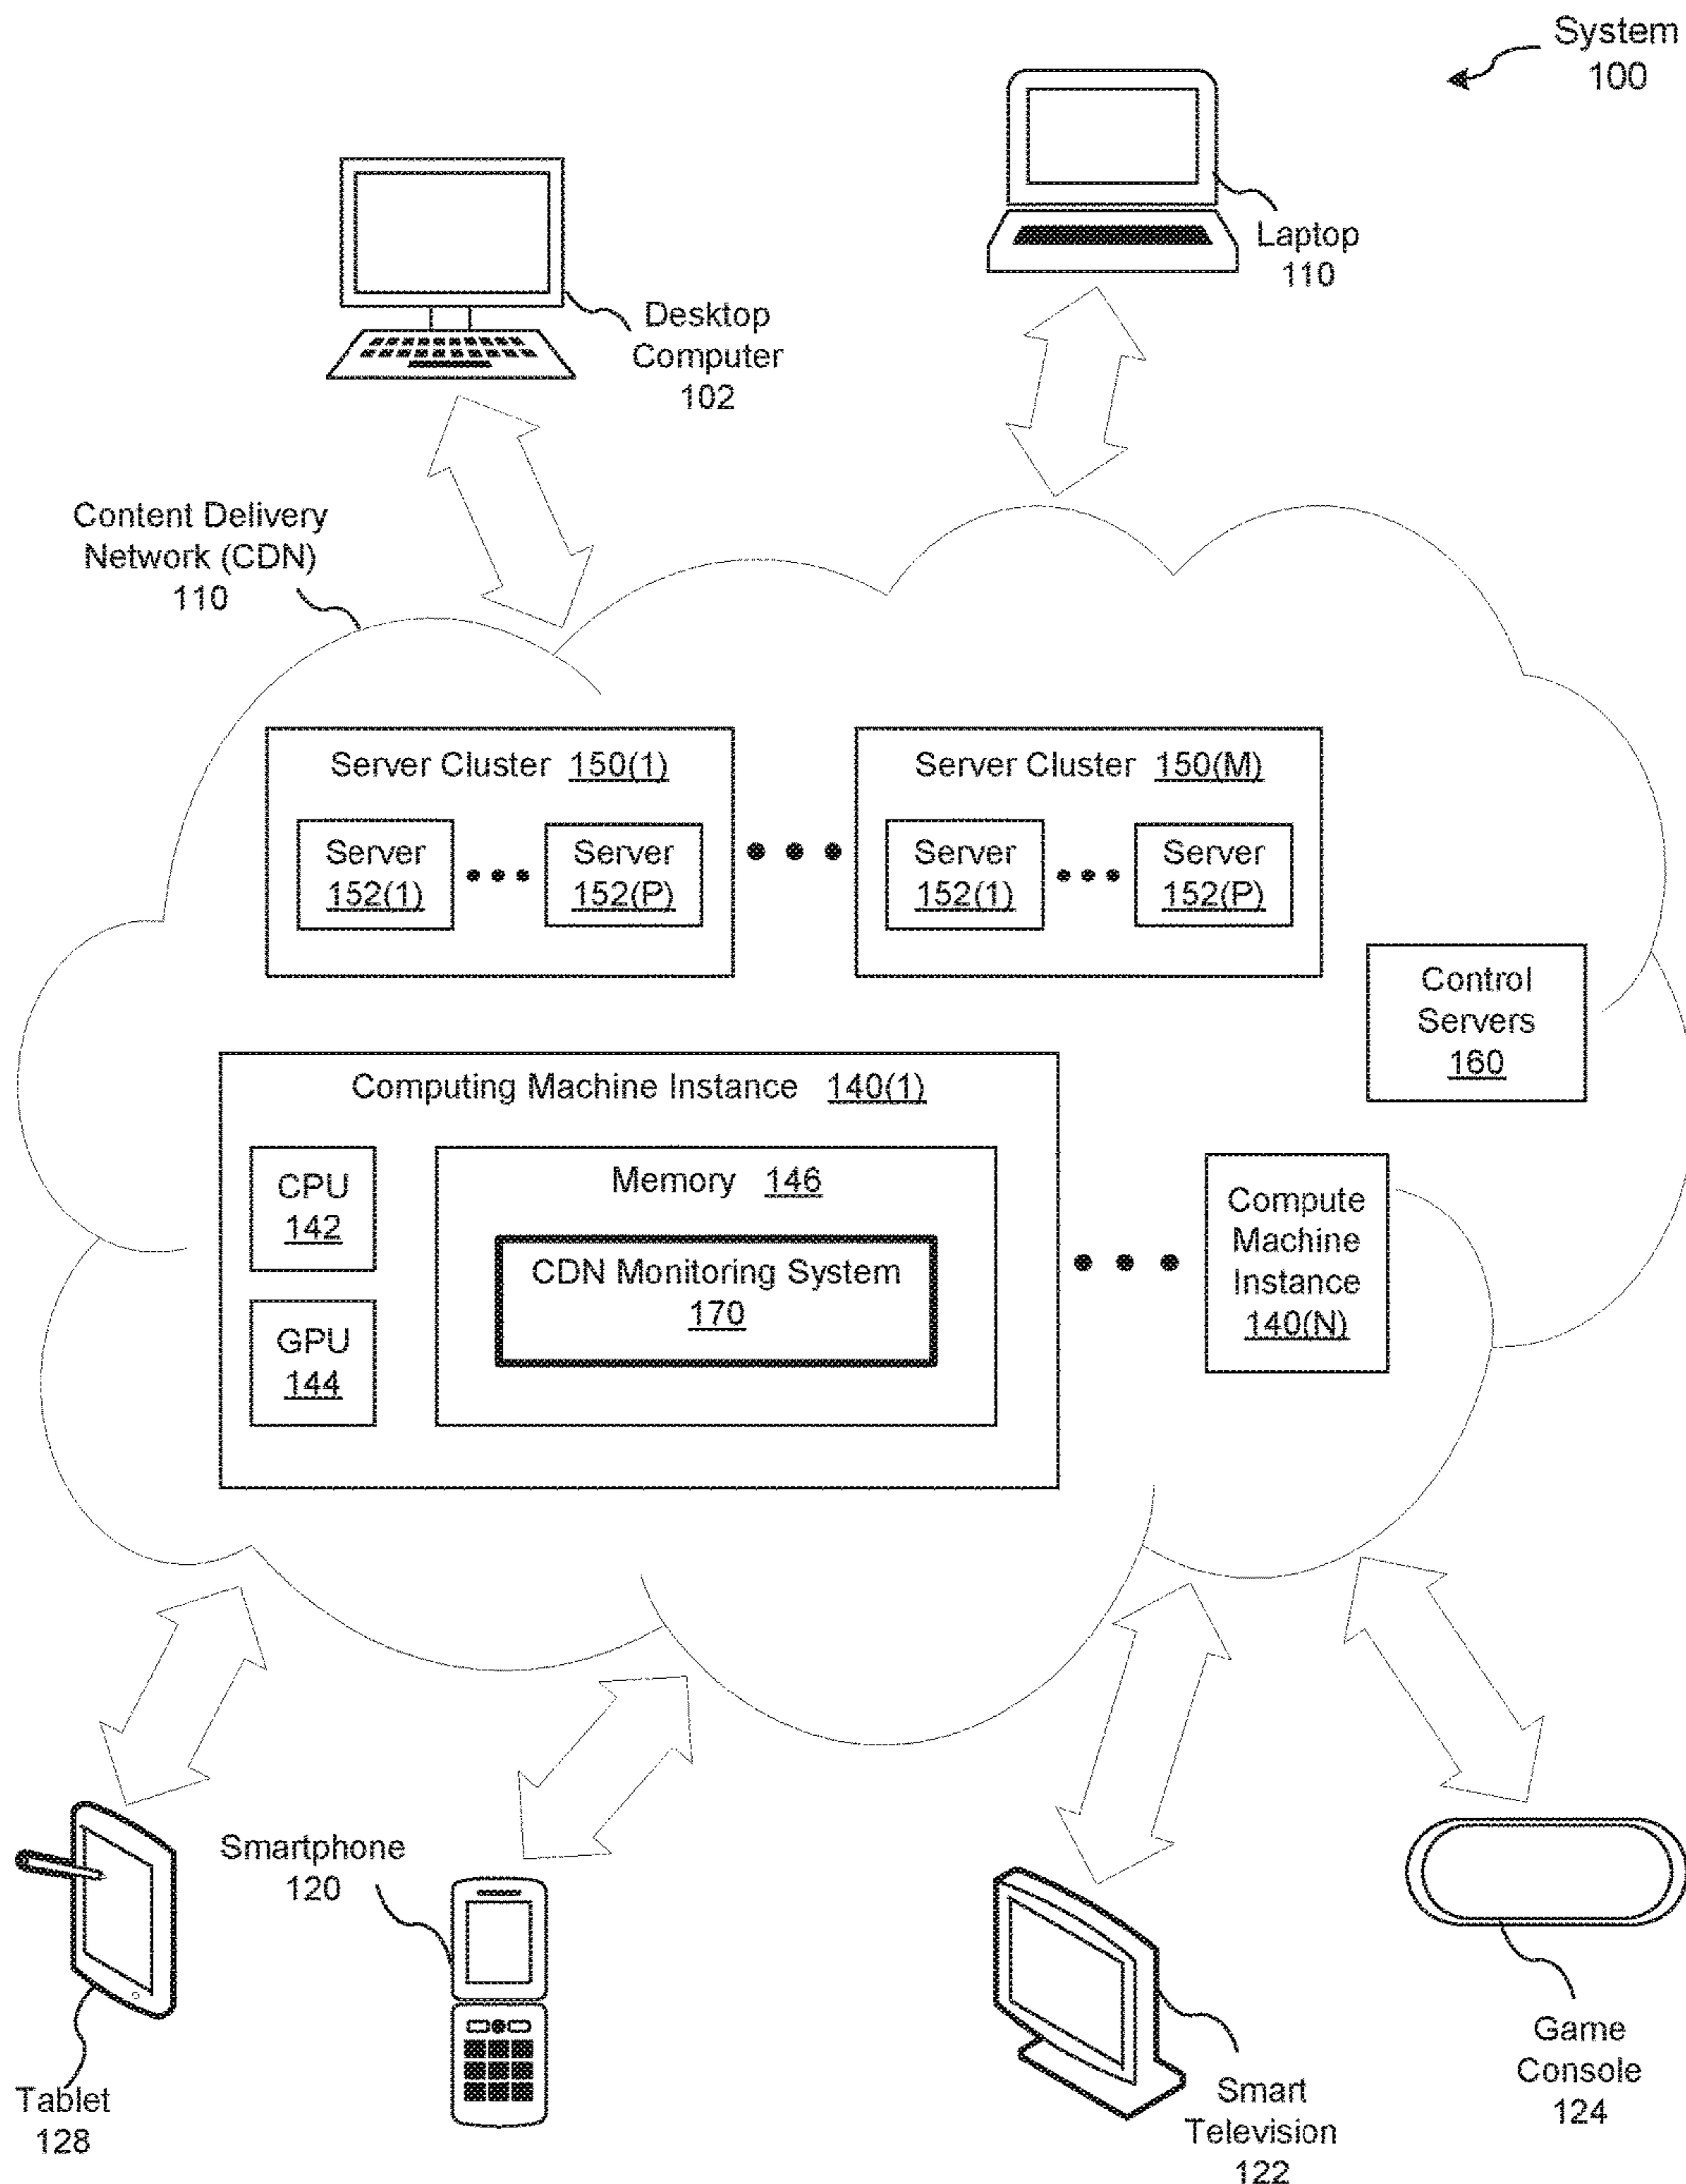 System
100
Laptop
110
Desktop
Computer
102
Content Delivery
Network (CDN)
110
Server Cluster 150(1)
Server
152(1)
Server
152(P)
Server Cluster 150(M)
Server
152(1)
Server
152(P)
Control
Servers
160
Computing Machine Instance 140(1)
CPU
142
GPU
144
Memory 146
CDN Monitoring System
170
Compute
Machine
Instance
140(N)
Smartphone
120
Tablet
128
Smart
Television
122
Game
Console
124